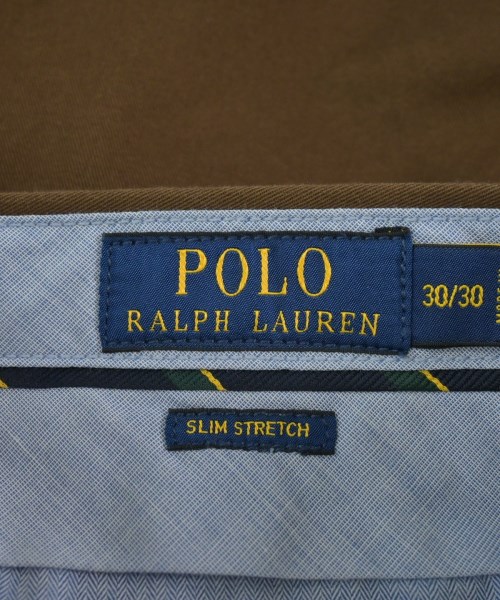 POLO
RALPH LAUREN
30/30
SLIM STRETCH